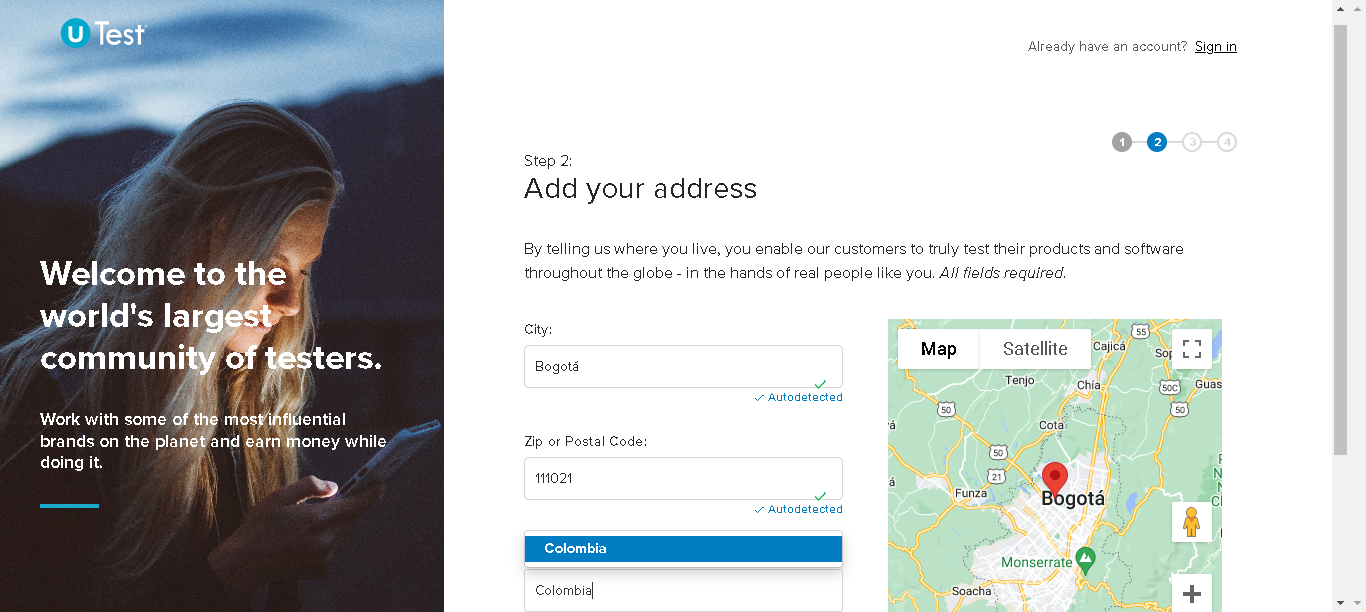 U Test
Already have an account? Sign in
1 2 3 4
Step 2:
Add your address
By telling us where you live, you enable our customers to truly test their products and software
throughout the globe - in the hands of real people like you. All fields required.
Welcome to the
world's largest
community of testers.
Work with some of the most influential
brands on the planet and earn money while
doing it.
City:
Bogotá
Autodetected
Zip or Postal Code:
111021
Autodetected
Colombia
Colombia
Map Satellite
55
Cajicá
Sop
Tenjo
Chía
50C
Guas
50
50
Cota
50
21
Funza
Bogotá
Monserrate
Soacha